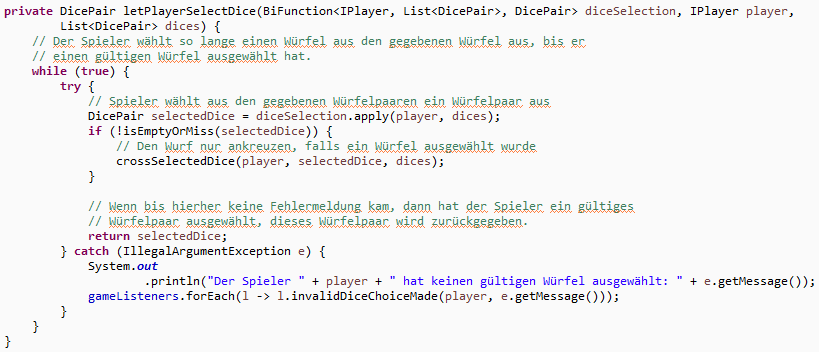 private DicePair letPlayerSelectDice(BiFunction<IPlayer, List<DicePair>, DicePair> diceSelection, IPlayer player,
        List<DicePair> dices) {
    // Der Spieler wählt so lange einen Würfel aus den gegebenen Würfel aus, bis er
    // einen gültigen Würfel ausgewählt hat.
    while (true) {
        try {
            // Spieler wählt aus den gegebenen Würfelpaaren ein Würfelpaar aus
            DicePair selectedDice = diceSelection.apply(player, dices);
            if (!isEmptyOrMiss(selectedDice)) {
                // Den Wurf nur ankreuzen, falls ein Würfel ausgewählt wurde
                crossSelectedDice(player, selectedDice, dices);
            }

            // Wenn bis hierher keine Fehlermeldung kam, dann hat der Spieler ein gültiges
            // Würfelpaar ausgewählt, dieses Würfelpaar wird zurückgegeben.
            return selectedDice;
        } catch (IllegalArgumentException e) {
            System.out
                    .println("Der Spieler " + player + " hat keinen gültigen Würfel ausgewählt: " + e.getMessage());
            gameListeners.forEach(l -> l.invalidDiceChoiceMade(player, e.getMessage()));
        }
    }
}